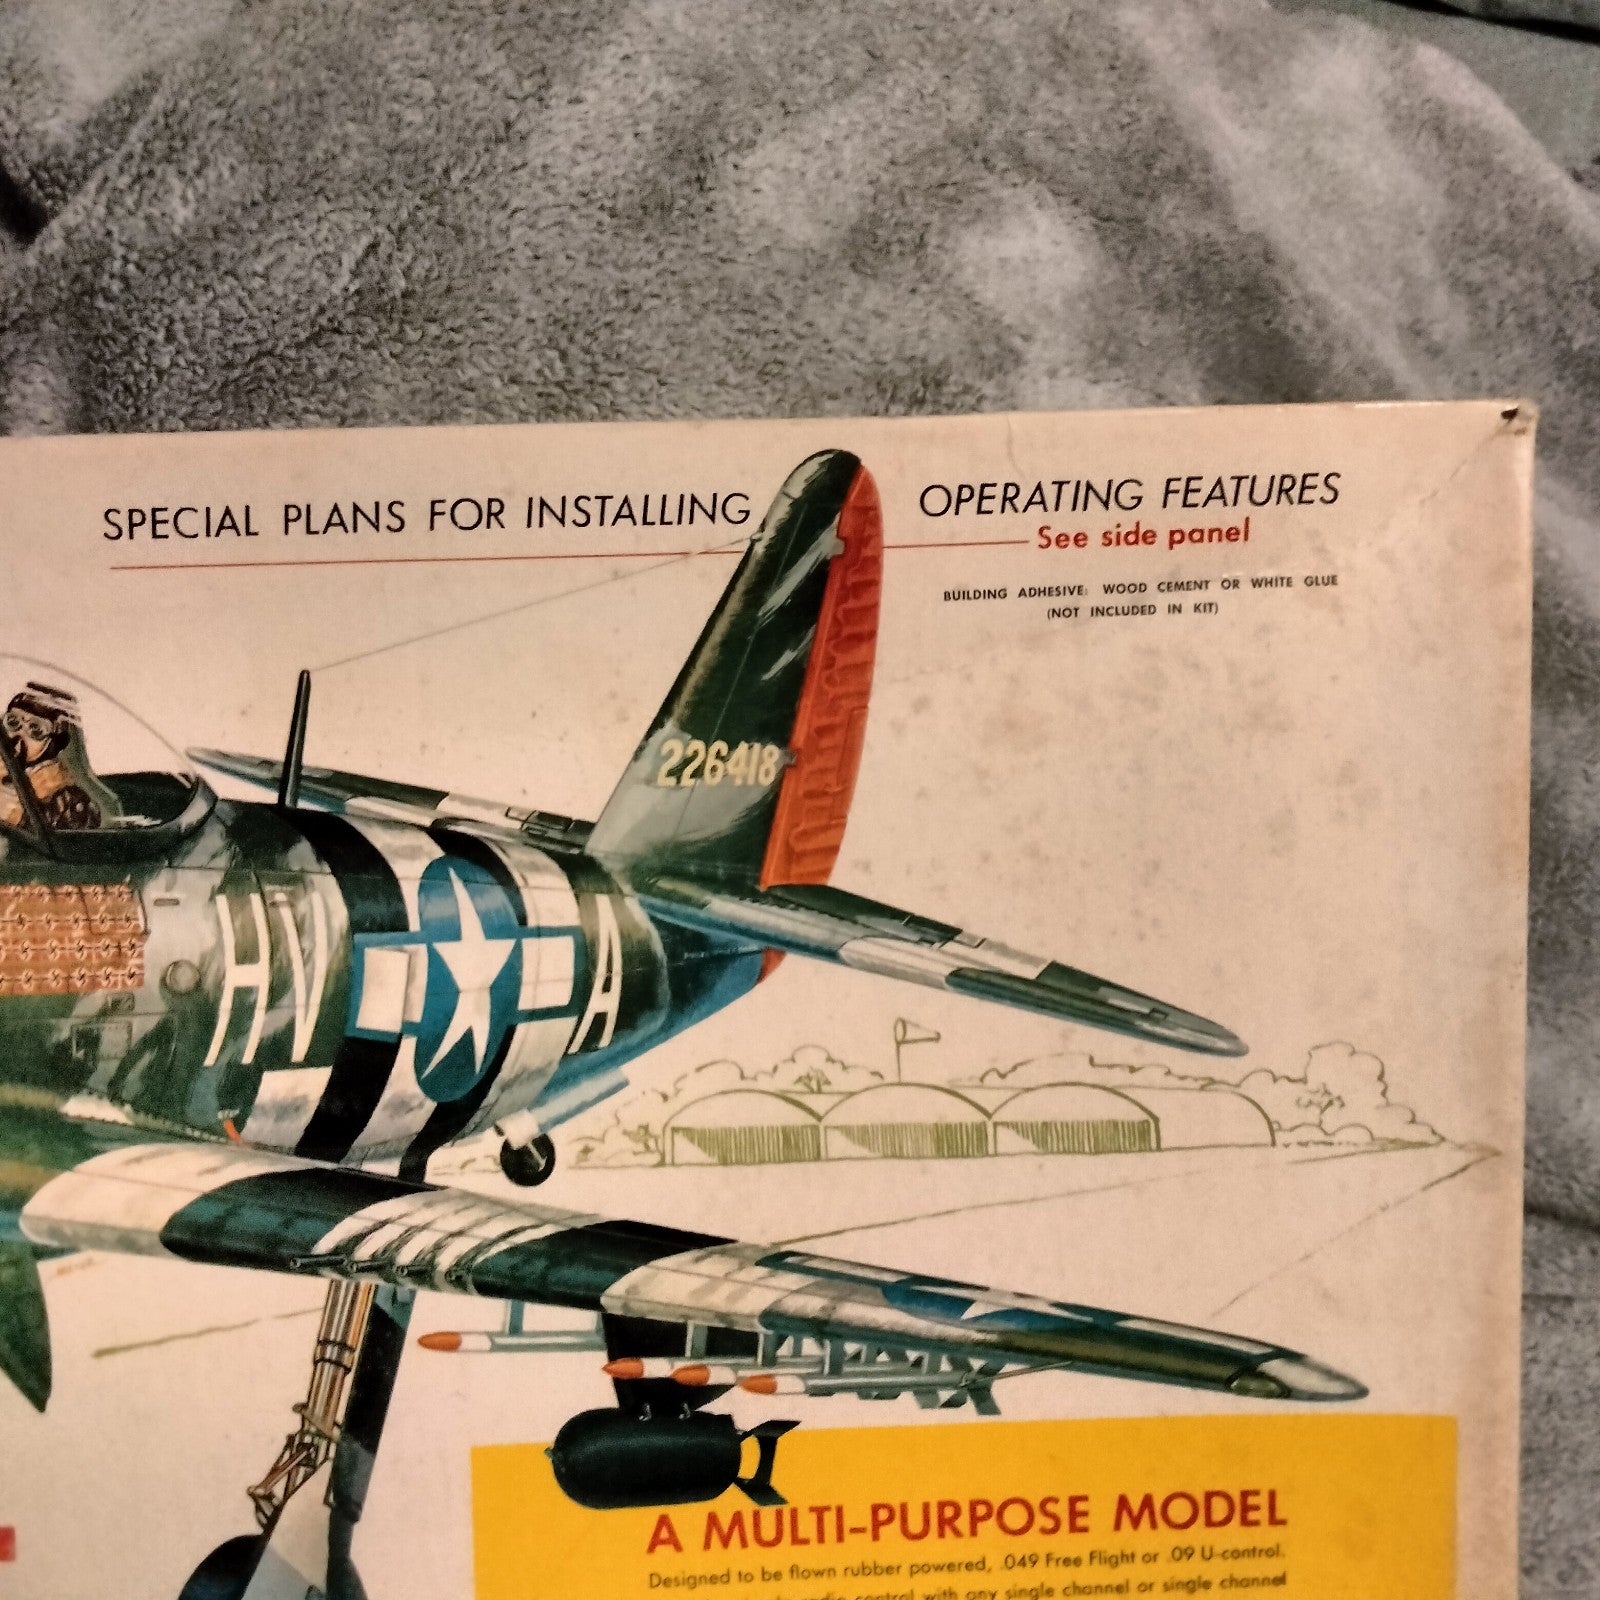 SPECIAL PLANS FOR INSTALLING OPERATING FEATURES
See side panel
BUILDING ADHESIVE: WOOD CEMENT OR WHITE GLUE
(NOT INCLUDED IN KIT)
226418
HV A
A MULTI-PURPOSE MODEL
Designed to be flown rubber powered, .049 Free Flight or .09 U-control.
control with any single channel or single channel